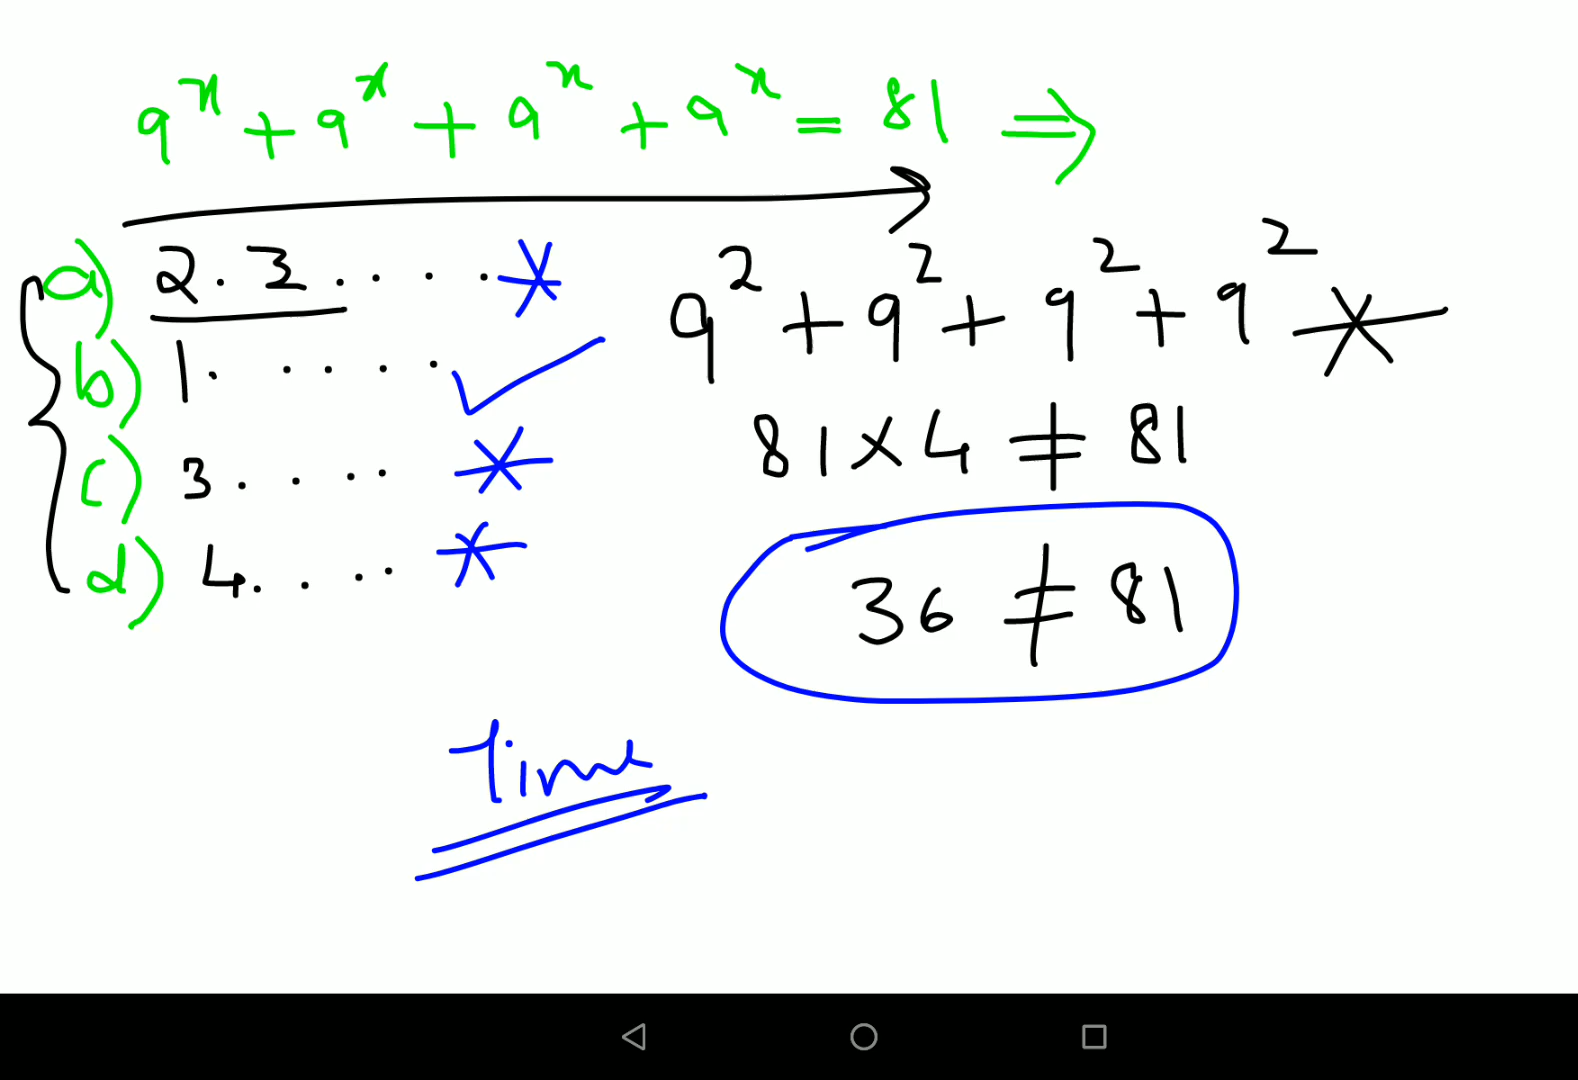 9^x + 9^x + 9^x + 9^x = 81 ⇒
a) 2.3.....
9^2 + 9^2 + 9^2 + 9^2
b) 1.....
81 × 4 ≠ 81
c) 3....
d) 4....
36 ≠ 81
Time